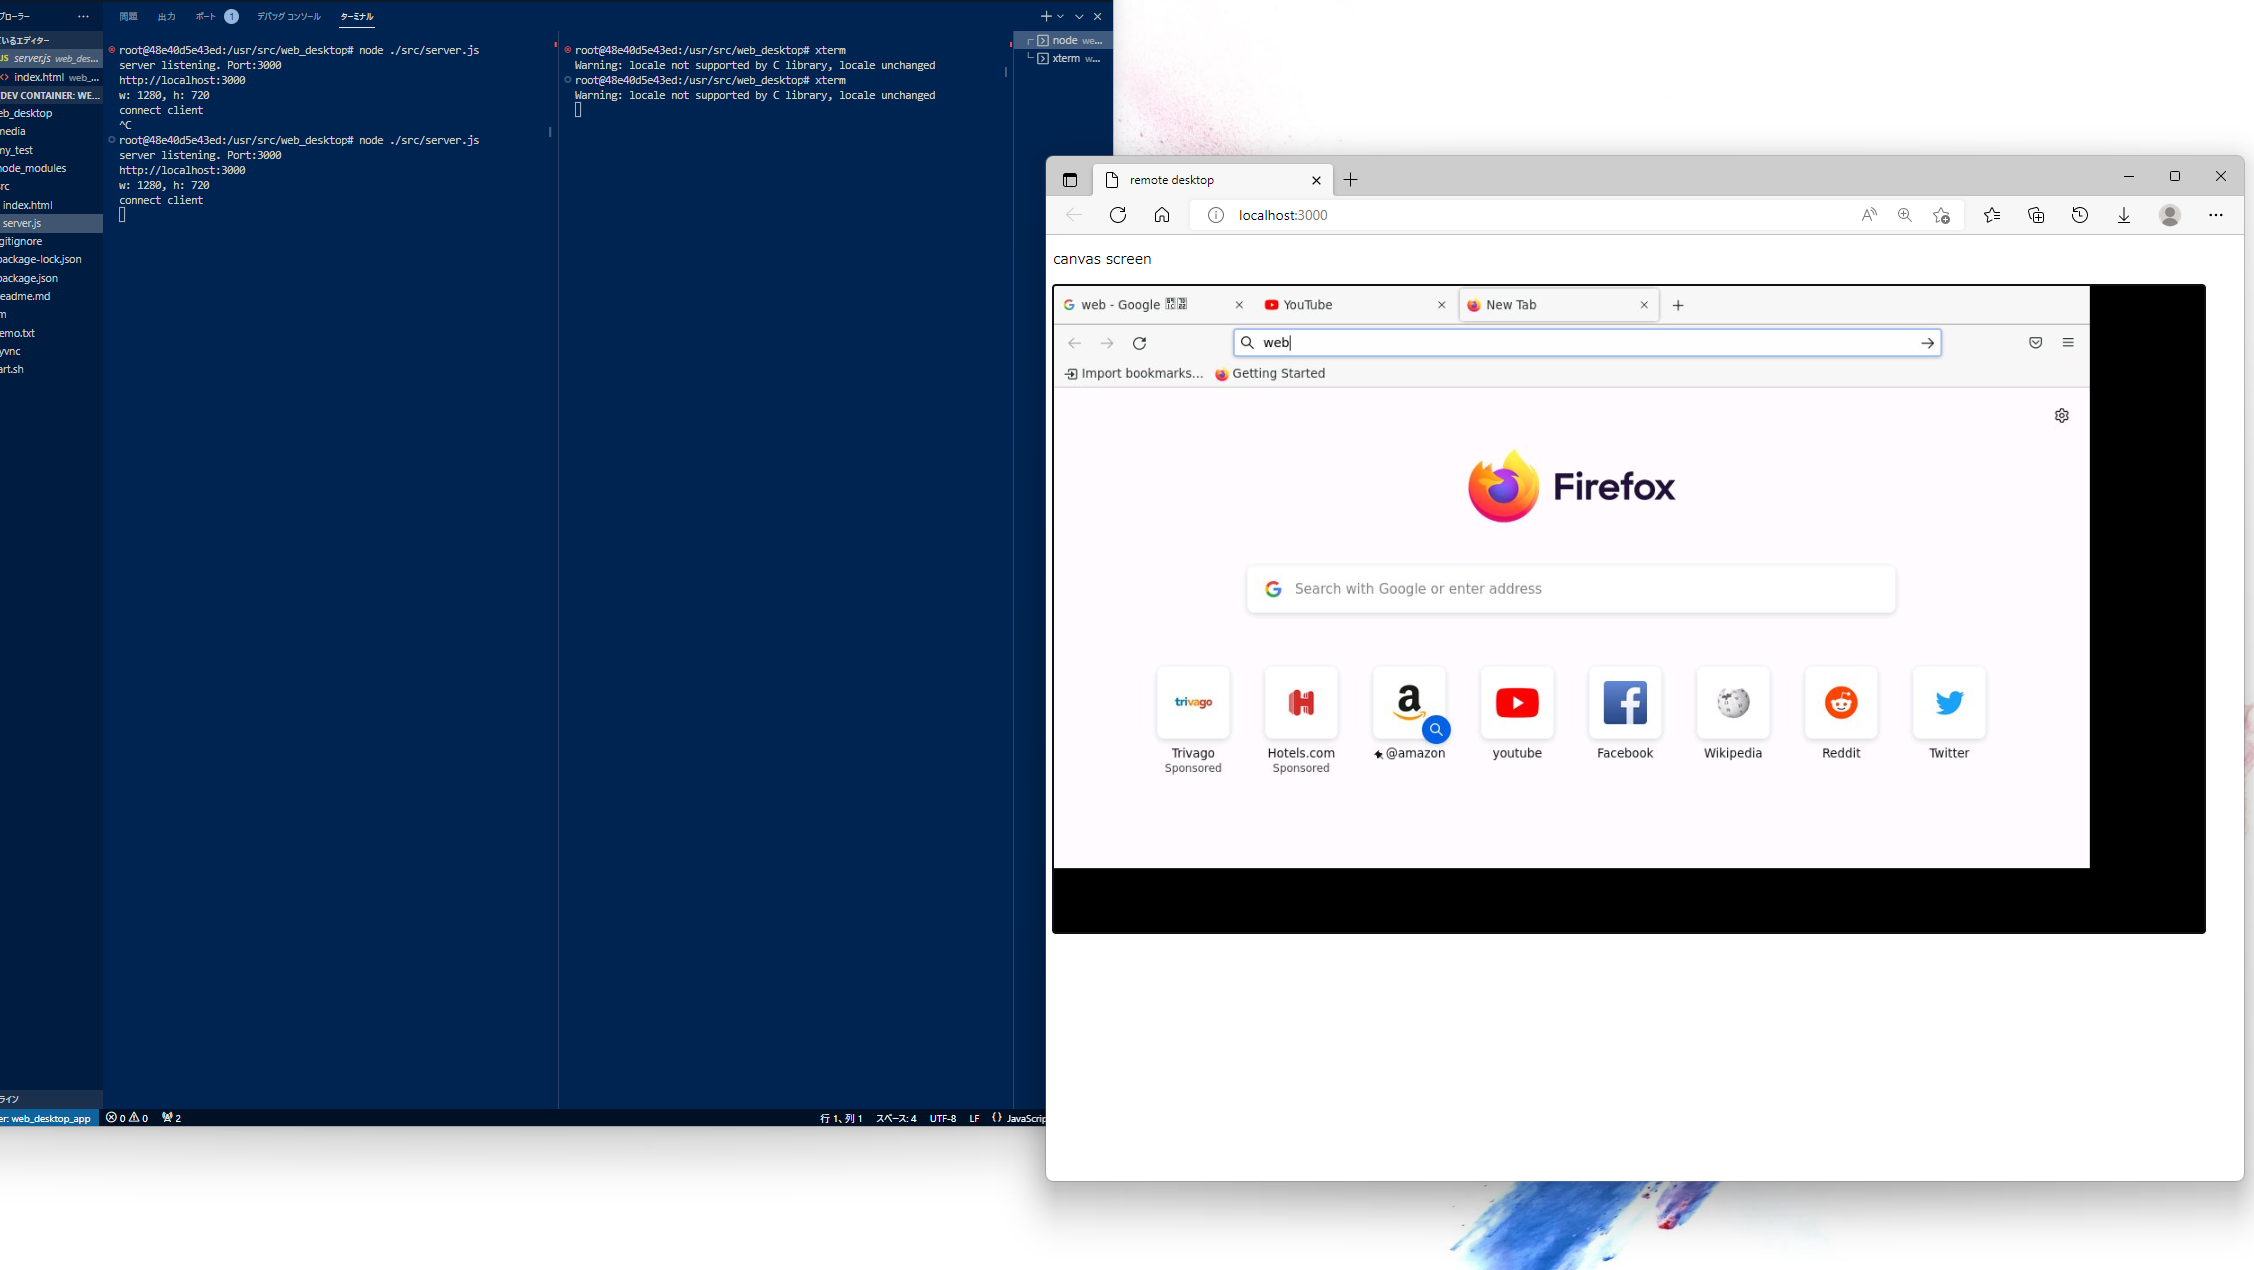 問題 出力 ポート 1 デバッグ コンソール ターミナル
root@48e40d5e43ed:/usr/src/web_desktop# node ./src/server.js
server listening. Port:3000
http://localhost:3000
w: 1280, h: 720
connect client
^C
root@48e40d5e43ed:/usr/src/web_desktop# node ./src/server.js
server listening. Port:3000
http://localhost:3000
w: 1280, h: 720
connect client
root@48e40d5e43ed:/usr/src/web_desktop# xterm
Warning: locale not supported by C library, locale unchanged
root@48e40d5e43ed:/usr/src/web_desktop# xterm
Warning: locale not supported by C library, locale unchanged
node we...
xterm w...
プローラー ...
ているエディター
JS server.js web_des...
<> index.html web_...
DEV CONTAINER: WE...
eb_desktop
media
my_test
node_modules
rc
index.html
server.js
gitignore
package-lock.json
package.json
eadme.md
m
emo.txt
yvnc
art.sh
ライン
er: web_desktop_app 0 0 2
行 1、列 1 スペース: 4 UTF-8 LF {} JavaScrip
remote desktop
localhost:3000
canvas screen
web - Google
YouTube
New Tab
web
Import bookmarks...
Getting Started
Firefox
Search with Google or enter address
trivago
Trivago
Sponsored
Hotels.com
Sponsored
@amazon
youtube
Facebook
Wikipedia
Reddit
Twitter